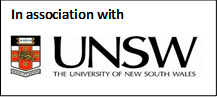 In association with
UNSW
THE UNIVERSITY OF NEW SOUTH WALES